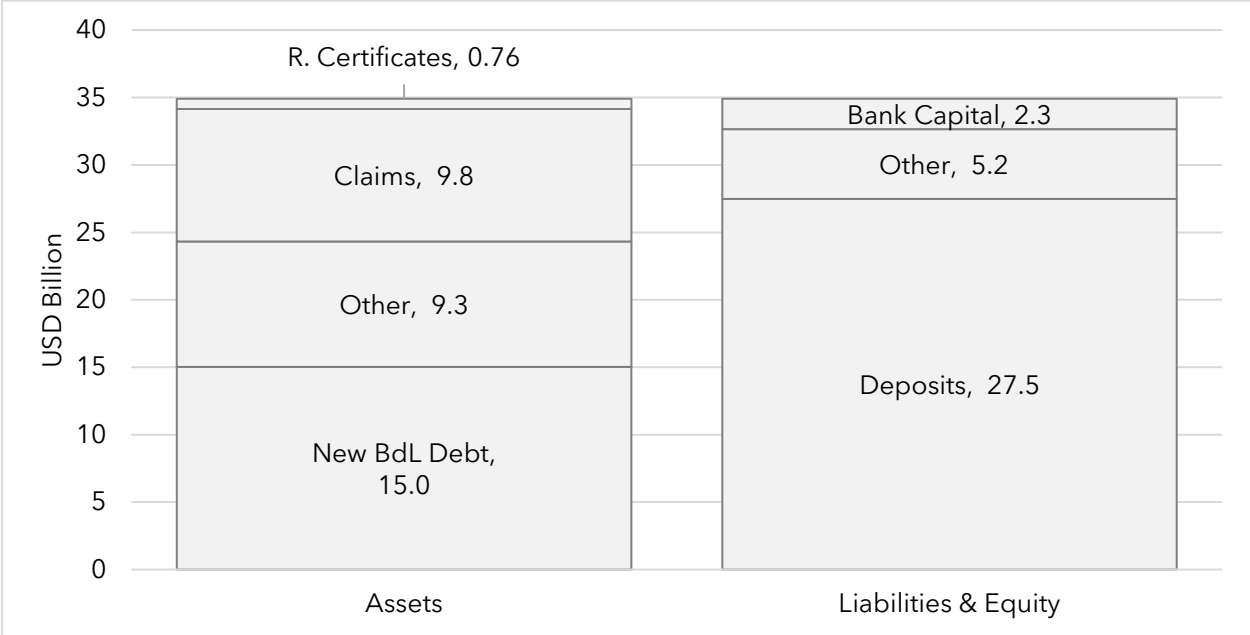 40
R. Certificates, 0.76
35
Bank Capital, 2.3
30
Claims,  9.8
Other,  5.2
25
USD Billion
20
Other,  9.3
15
Deposits,  27.5
10
New BdL Debt,
15.0
5
0
Assets
Liabilities & Equity